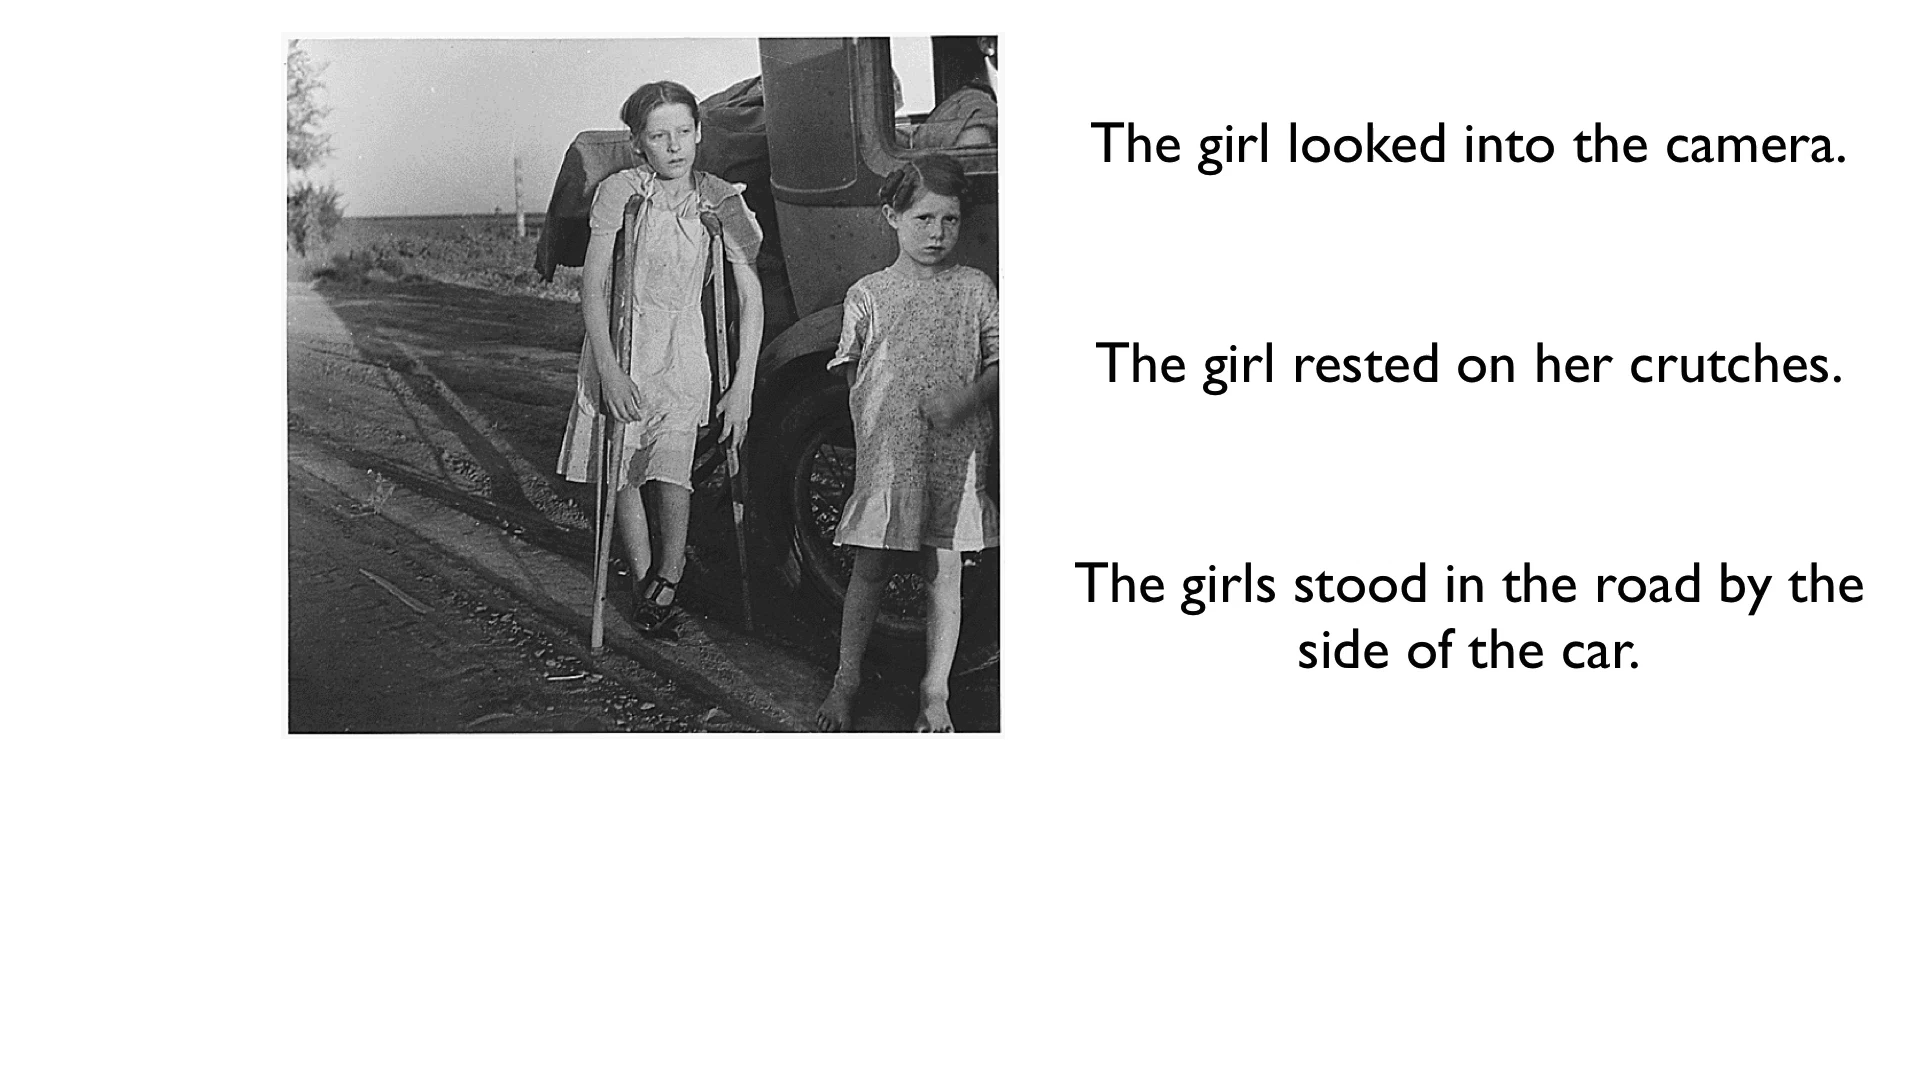 The girl looked into the camera.
The girl rested on her crutches.
The girls stood in the road by the
side of the car.